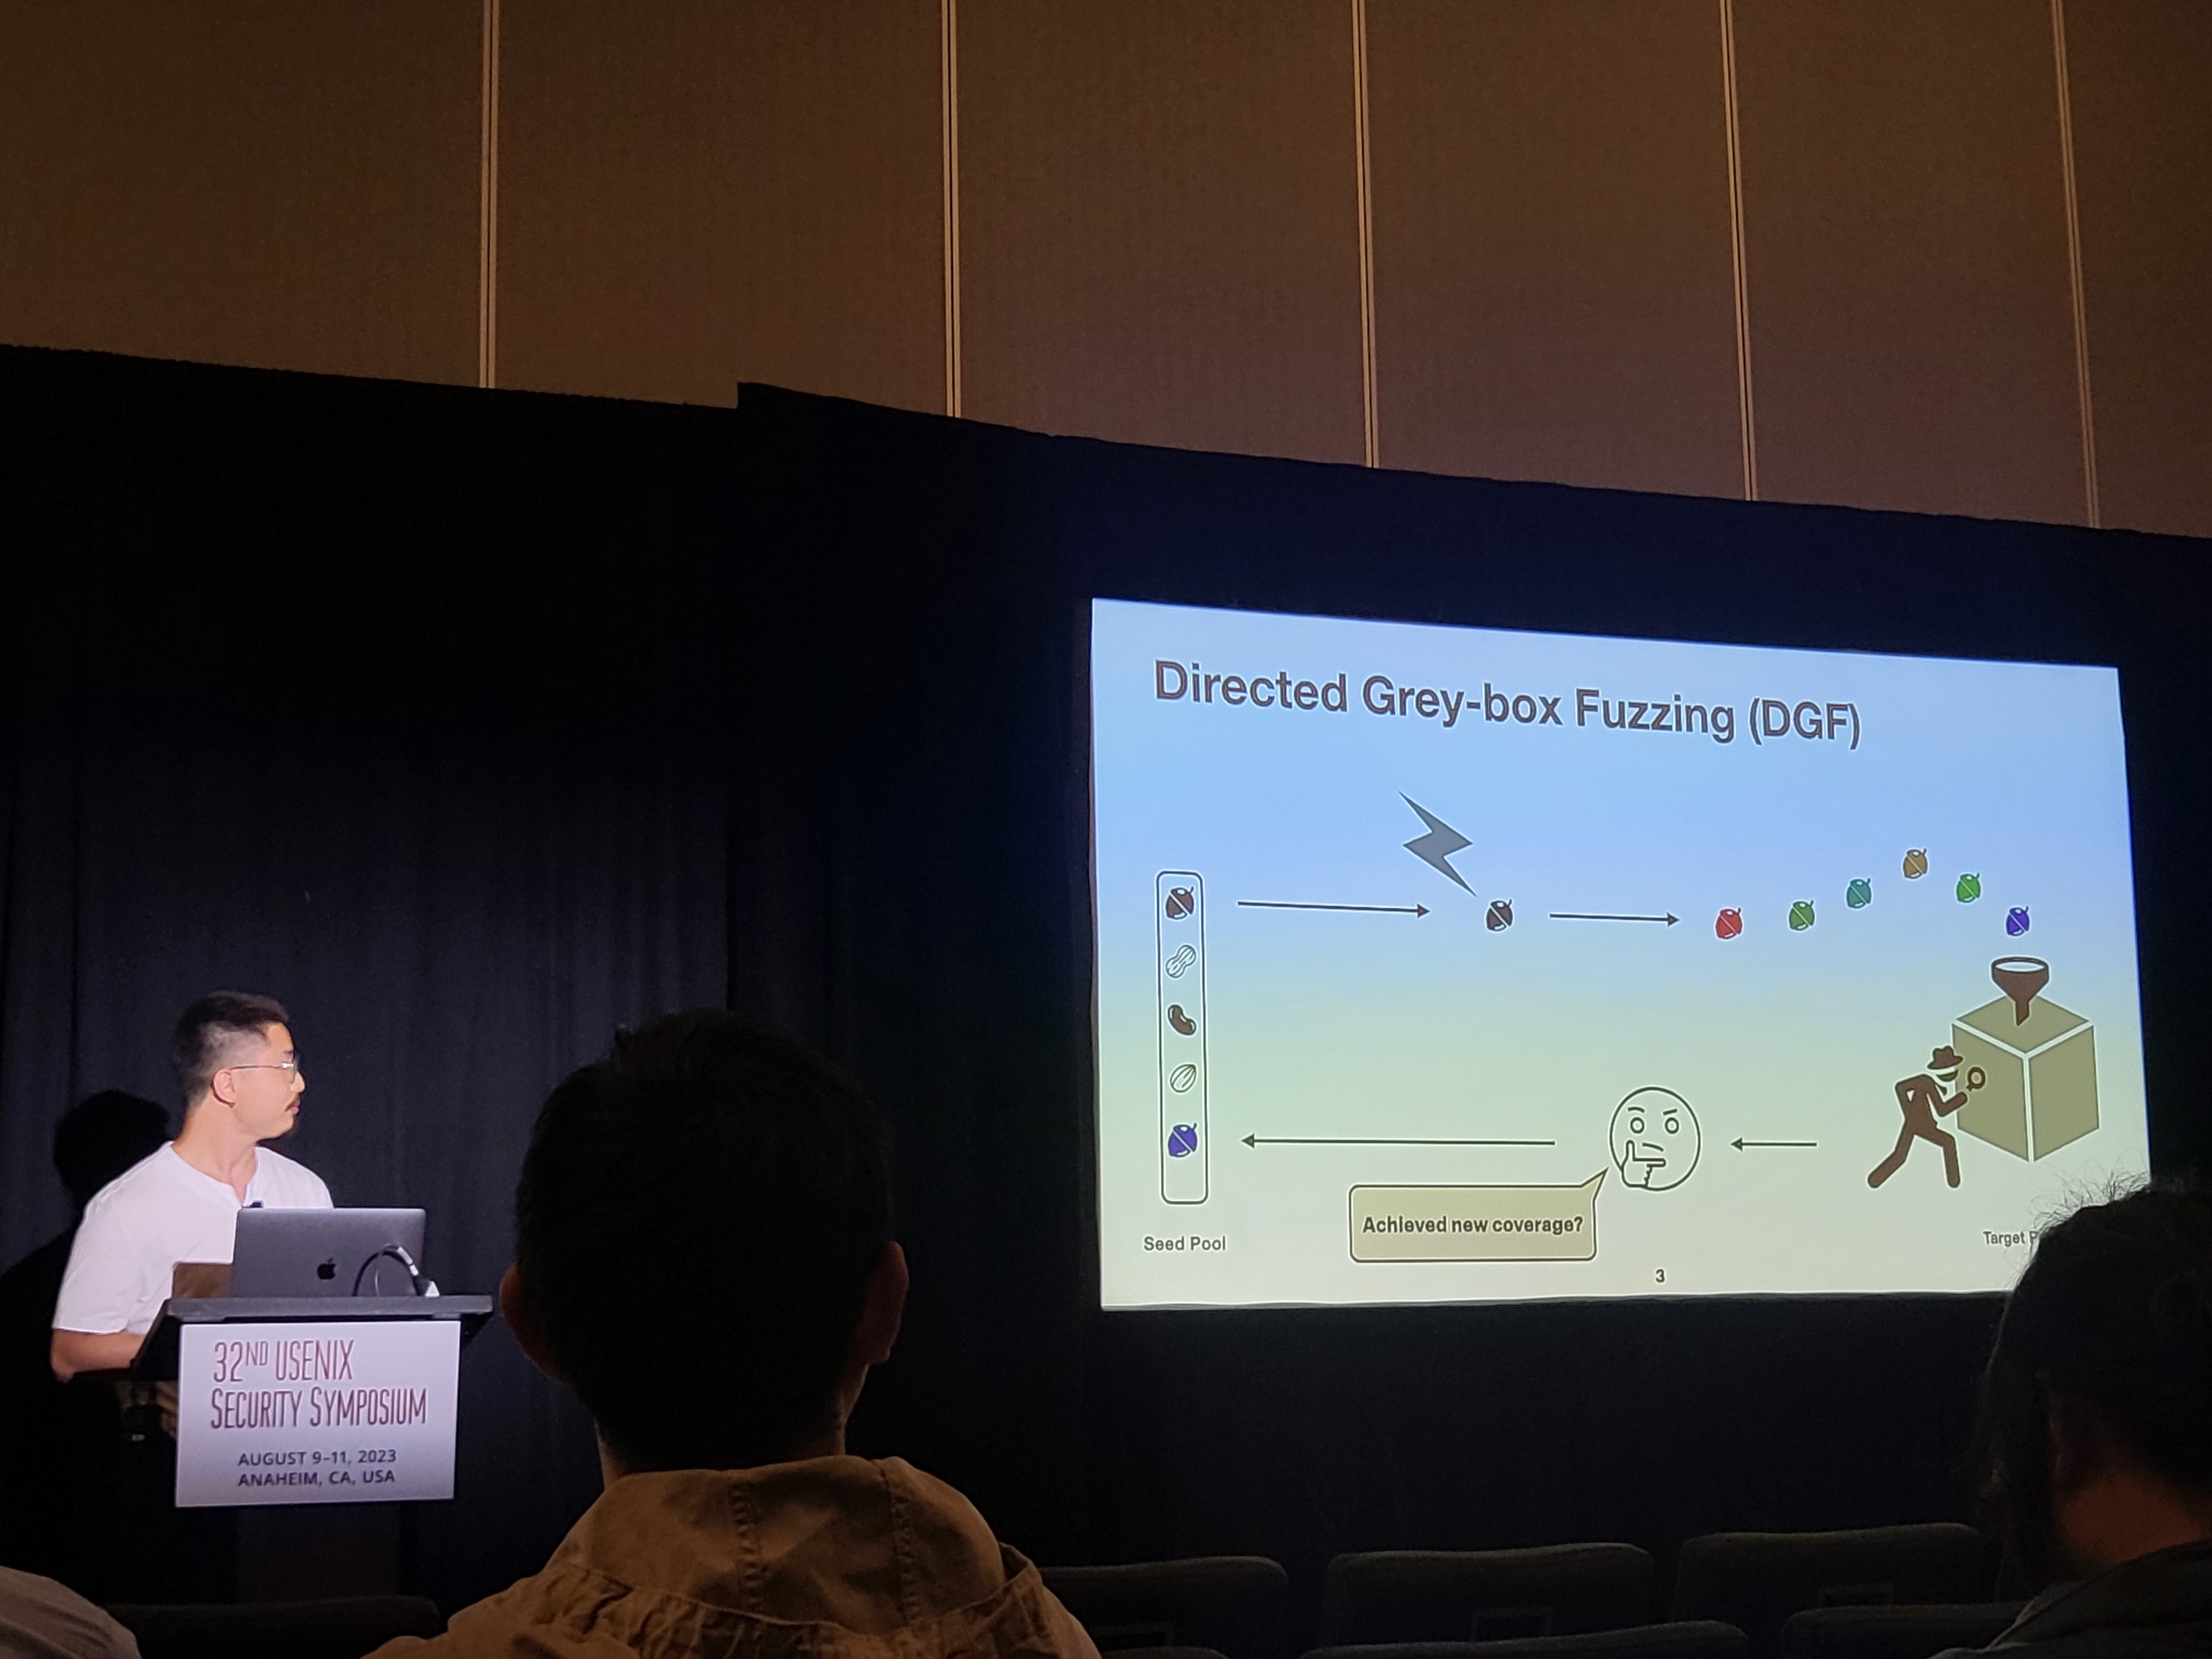 Directed Grey-box Fuzzing (DGF)
Achieved new coverage?
Seed Pool
Target
3
32ND USENIX
SECURITY SYMPOSIUM
AUGUST 9-11, 2023
ANAHEIM, CA, USA